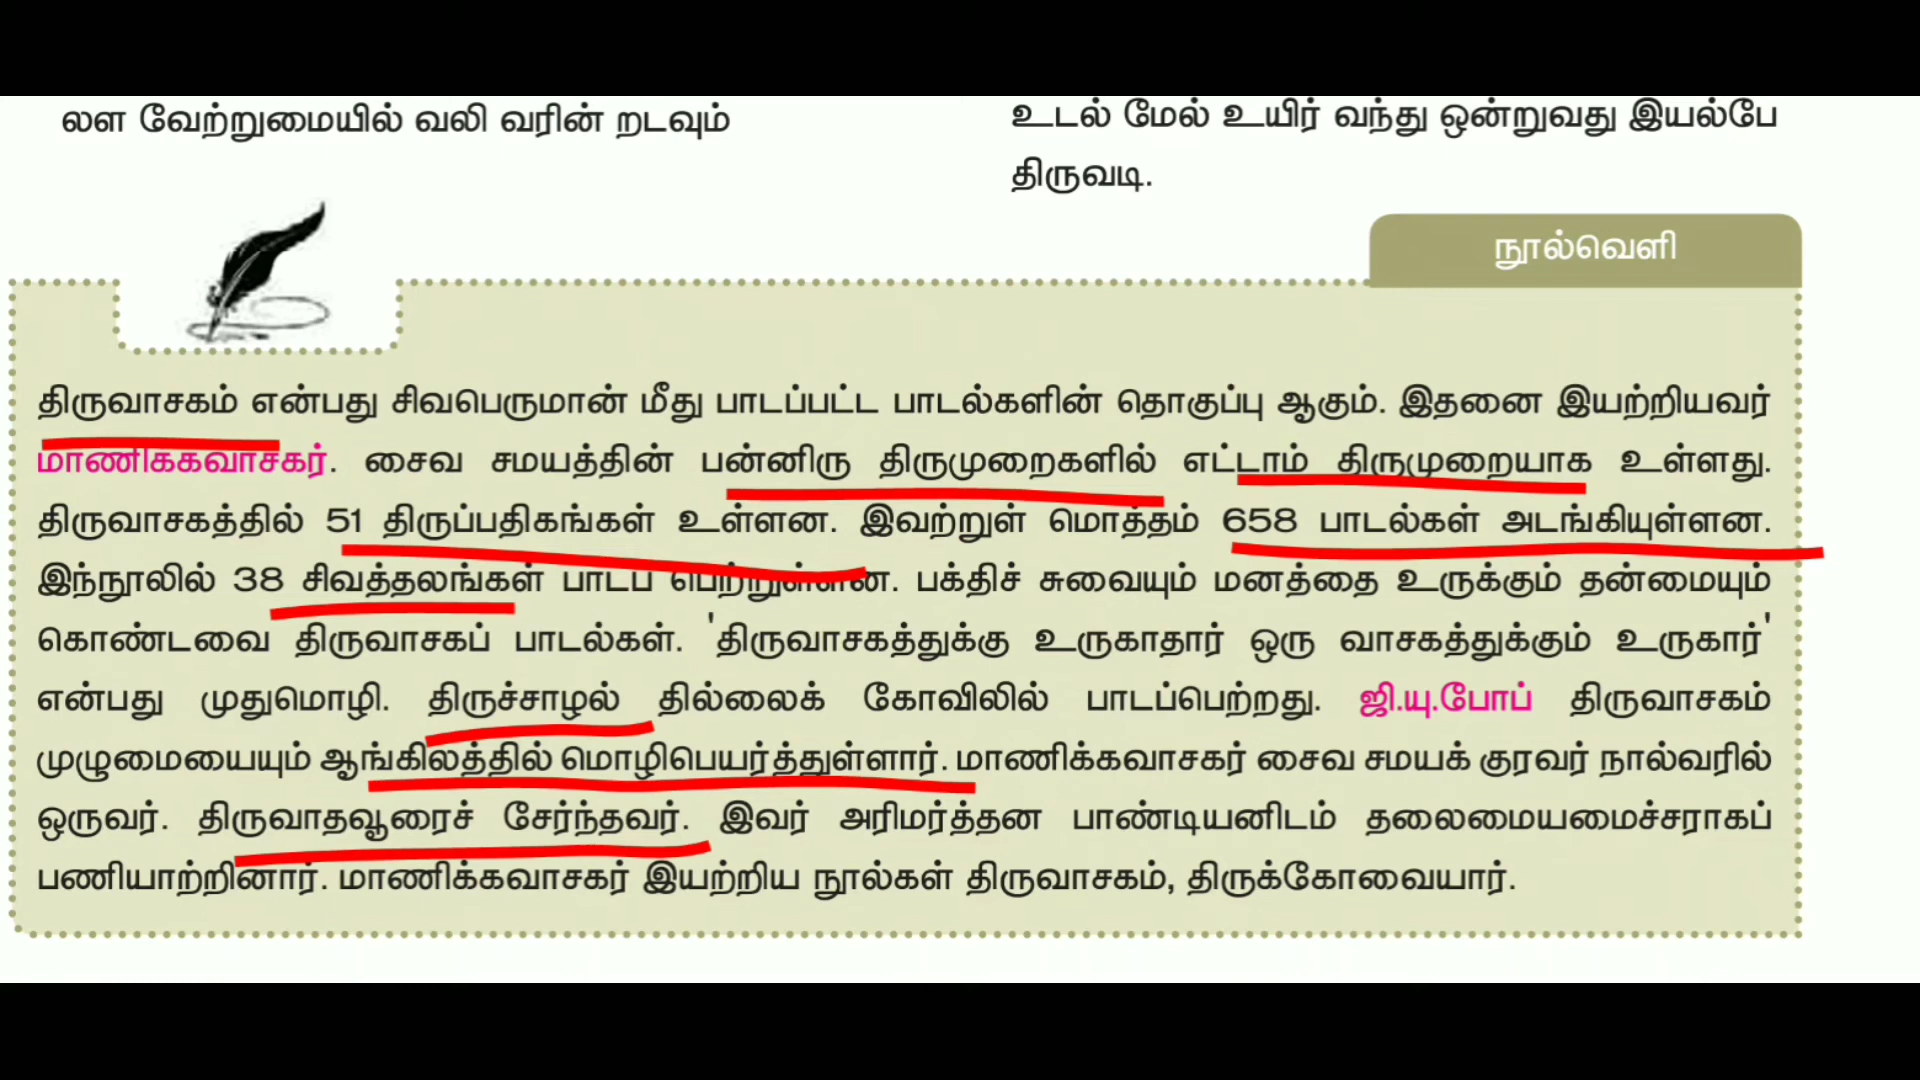 லள வேற்றுமையில் வலி வரின் றடவும்
உடல் மேல் உயிர் வந்து ஒன்றுவது இயல்பே
திருவடி.
நூல்வெளி
திருவாசகம் என்பது சிவபெருமான் மீது பாடப்பட்ட பாடல்களின் தொகுப்பு ஆகும். இதனை இயற்றியவர்
மாணிக்கவாசகர். சைவ சமயத்தின் பன்னிரு திருமுறைகளில் எட்டாம் திருமுறையாக உள்ளது.
திருவாசகத்தில் 51 திருப்பதிகங்கள் உள்ளன. இவற்றுள் மொத்தம் 658 பாடல்கள் அடங்கியுள்ளன.
இந்நூலில் 38 சிவத்தலங்கள் பாடப் பெற்றுள்ளன. பக்திச் சுவையும் மனத்தை உருக்கும் தன்மையும்
கொண்டவை திருவாசகப் பாடல்கள். 'திருவாசகத்துக்கு உருகாதார் ஒரு வாசகத்துக்கும் உருகார்'
என்பது முதுமொழி. திருச்சாழல் தில்லைக் கோவிலில் பாடப்பெற்றது. ஜி.யு.போப் திருவாசகம்
முழுமையையும் ஆங்கிலத்தில் மொழிபெயர்த்துள்ளார். மாணிக்கவாசகர் சைவ சமயக் குரவர் நால்வரில்
ஒருவர். திருவாதவூரைச் சேர்ந்தவர். இவர் அரிமர்த்தன பாண்டியனிடம் தலைமையமைச்சராகப்
பணியாற்றினார். மாணிக்கவாசகர் இயற்றிய நூல்கள் திருவாசகம், திருக்கோவையார்.